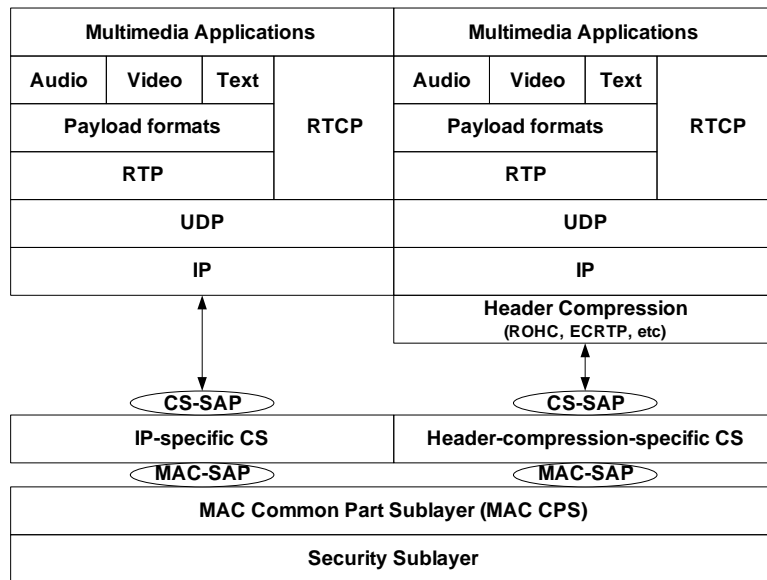 Multimedia Applications
Multimedia Applications
Audio Video Text
Audio Video Text
Payload formats
RTCP
Payload formats
RTCP
RTP
RTP
UDP
UDP
IP
IP
Header Compression
(ROHC, ECRTP, etc)
CS-SAP
CS-SAP
IP-specific CS
Header-compression-specific CS
MAC-SAP
MAC-SAP
MAC Common Part Sublayer (MAC CPS)
Security Sublayer